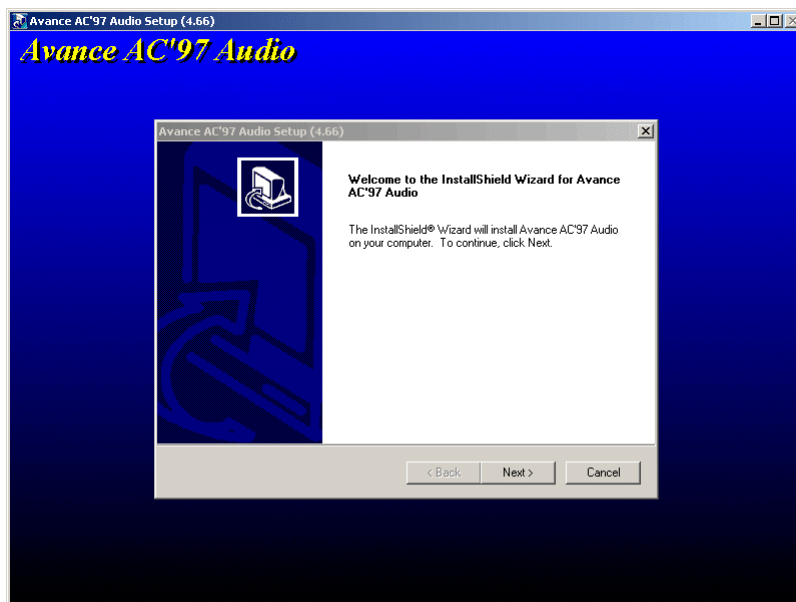 Avance AC'97 Audio Setup (4.66)
Avance AC'97 Audio
Avance AC'97 Audio Setup (4.66)
Welcome to the InstallShield Wizard for Avance
AC'97 Audio
The InstallShield® Wizard will install Avance AC'97 Audio
on your computer. To continue, click Next.
< Back Next > Cancel